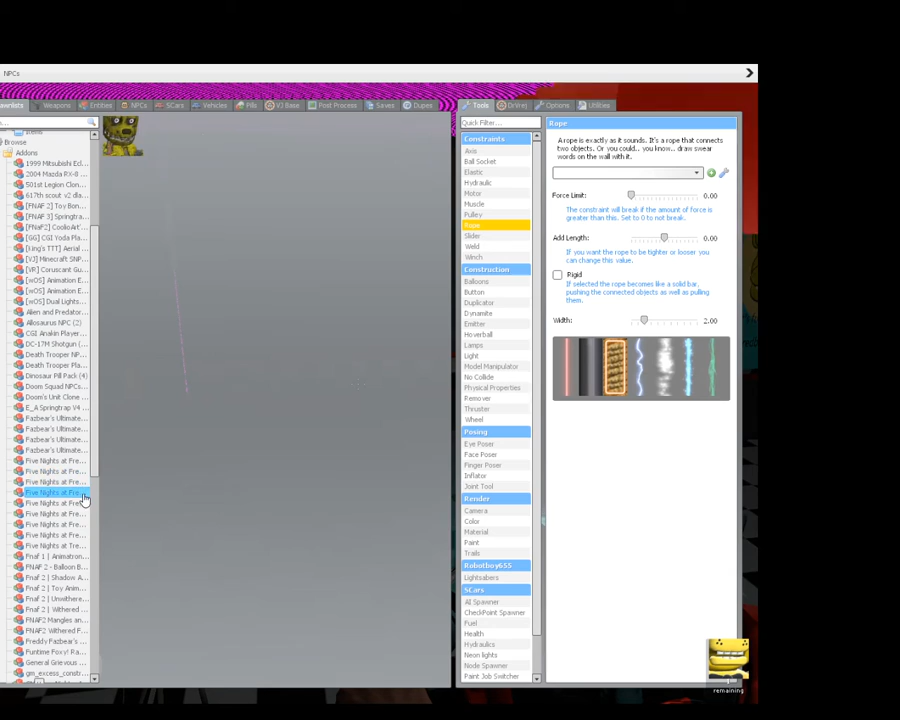 NPCs
Weapons
Entities
NPCs
SCars
Vehicles
Pills
VJ Base
Post Process
Saves
Dupes
Tools
Options
Utilities
Items
Browse
Addons
1999 Mitsubishi Ecl...
2004 Mazda RX-8 ...
501st Legion Clon...
617th scout v2 dla...
[FNAF 2] Toy Bon...
[FNAF 3] Springtra...
[FNaF2] CoolioArt'...
[GG] CGI Yoda Pla...
[King's TTT] Aerial ...
[VJ] Minecraft SNP...
[VR] Coruscant Gu...
[wOS] Animation E...
[wOS] Animation E...
[wOS] Dual Lights...
Alien and Predator...
Allosaurus NPC (2)
CGI Anakin Player...
DC-17M Shotgun (...
Death Trooper NP...
Death Trooper Pla...
Dinosaur Pill Pack (4)
Doom Squad NPCs...
Doom's Unit Clone ...
E_A Springtrap V4 ...
Fazbear's Ultimate...
Fazbear's Ultimate...
Fazbear's Ultimate...
Fazbear's Ultimate...
Five Nights at Fre...
Five Nights at Fre...
Five Nights at Fre...
Five Nights at Fre...
Five Nights at Fre...
Five Nights at Fre...
Five Nights at Fre...
Five Nights at Fre...
Five Nights at Tre...
Fnaf 1 | Animatron...
FNAF 2 - Balloon B...
Fnaf 2 | Shadow A...
Fnaf 2 | Toy Anim...
Fnaf 2 | Unwithere...
Fnaf 2 | Withered ...
FNAF2 Mangles an...
FNAF2 Withered F...
Freddy Fazbear's ...
Funtime Foxy! Ra...
General Grievous ...
gm_excess_constr...
Quick Filter...
Constraints
Axis
Ball Socket
Elastic
Hydraulic
Motor
Muscle
Pulley
Rope
Slider
Weld
Winch
Construction
Balloons
Button
Duplicator
Dynamite
Emitter
Hoverball
Lamps
Light
Model Manipulator
No Collide
Physical Properties
Remover
Thruster
Wheel
Posing
Eye Poser
Face Poser
Finger Poser
Inflator
Joint Tool
Render
Camera
Color
Material
Paint
Trails
Robotboy655
Lightsabers
SCars
AI Spawner
CheckPoint Spawner
Fuel
Health
Hydraulics
Neon lights
Node Spawner
Paint Job Switcher
Rope
A rope is exactly as it sounds. It's a rope that connects
two objects. Or you could.. you know.. draw swear
words on the wall with it.
Force Limit: 0.00
The constraint will break if the amount of force is
greater than this. Set to 0 to not break.
Add Length: 0.00
If you want the rope to be tighter or looser you
can change this value.
Rigid
If selected the rope becomes like a solid bar,
pushing the connected objects as well as pulling
them.
Width: 2.00
remaining